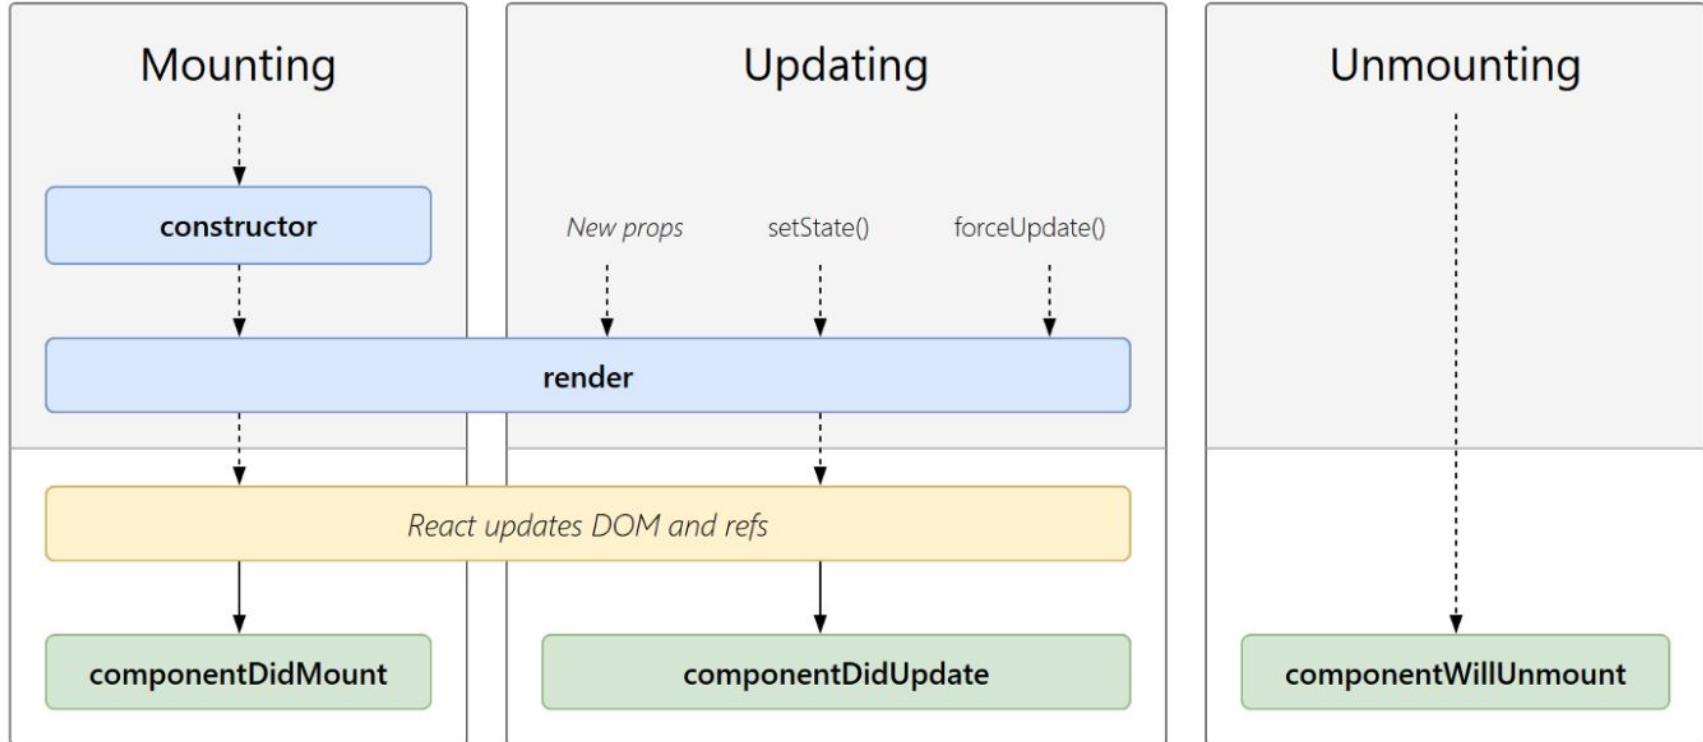 Mounting
Updating
Unmounting
constructor
New props
setState()
forceUpdate()
render
React updates DOM and refs
componentDidMount
componentDidUpdate
componentWillUnmount